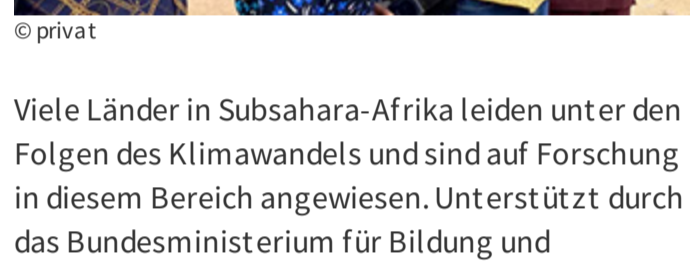 © privat
Viele Länder in Subsahara-Afrika leiden unter den
Folgen des Klimawandels und sind auf Forschung
in diesem Bereich angewiesen. Unterstützt durch
das Bundesministerium für Bildung und